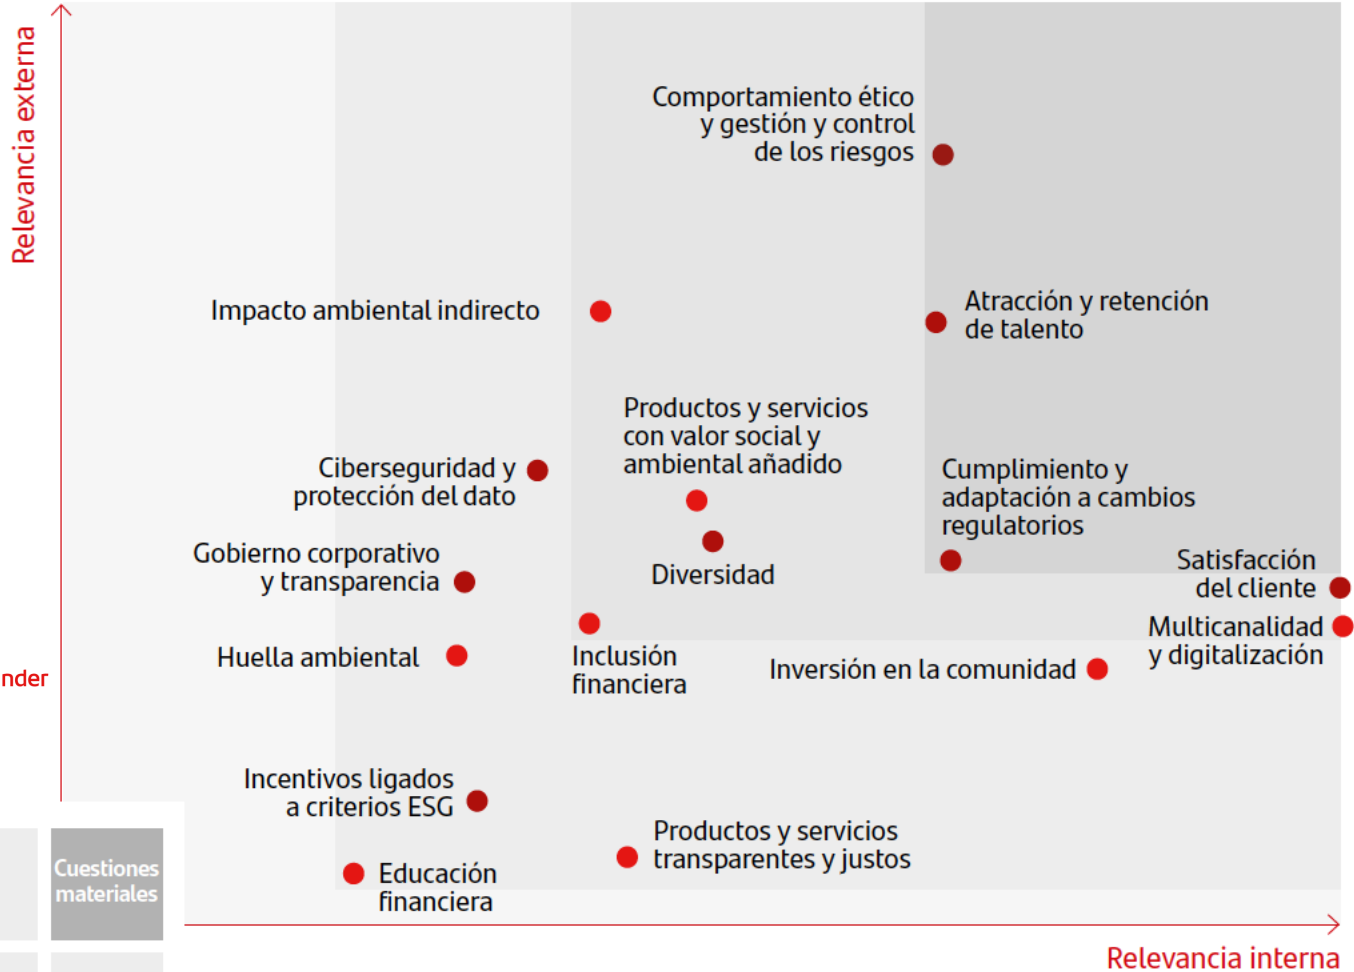 Relevancia externa
Comportamiento ético
y gestión y control
de los riesgos
Impacto ambiental indirecto
Atracción y retención
de talento
Productos y servicios
con valor social y
ambiental añadido
Ciberseguridad y
protección del dato
Cumplimiento y
adaptación a cambios
regulatorios
Gobierno corporativo
y transparencia
Diversidad
Satisfacción
del cliente
Multicanalidad
y digitalización
Huella ambiental
Inclusión
financiera
Inversión en la comunidad
nder
Incentivos ligados
a criterios ESG
Productos y servicios
transparentes y justos
Educación
financiera
Cuestiones
materiales
Relevancia interna